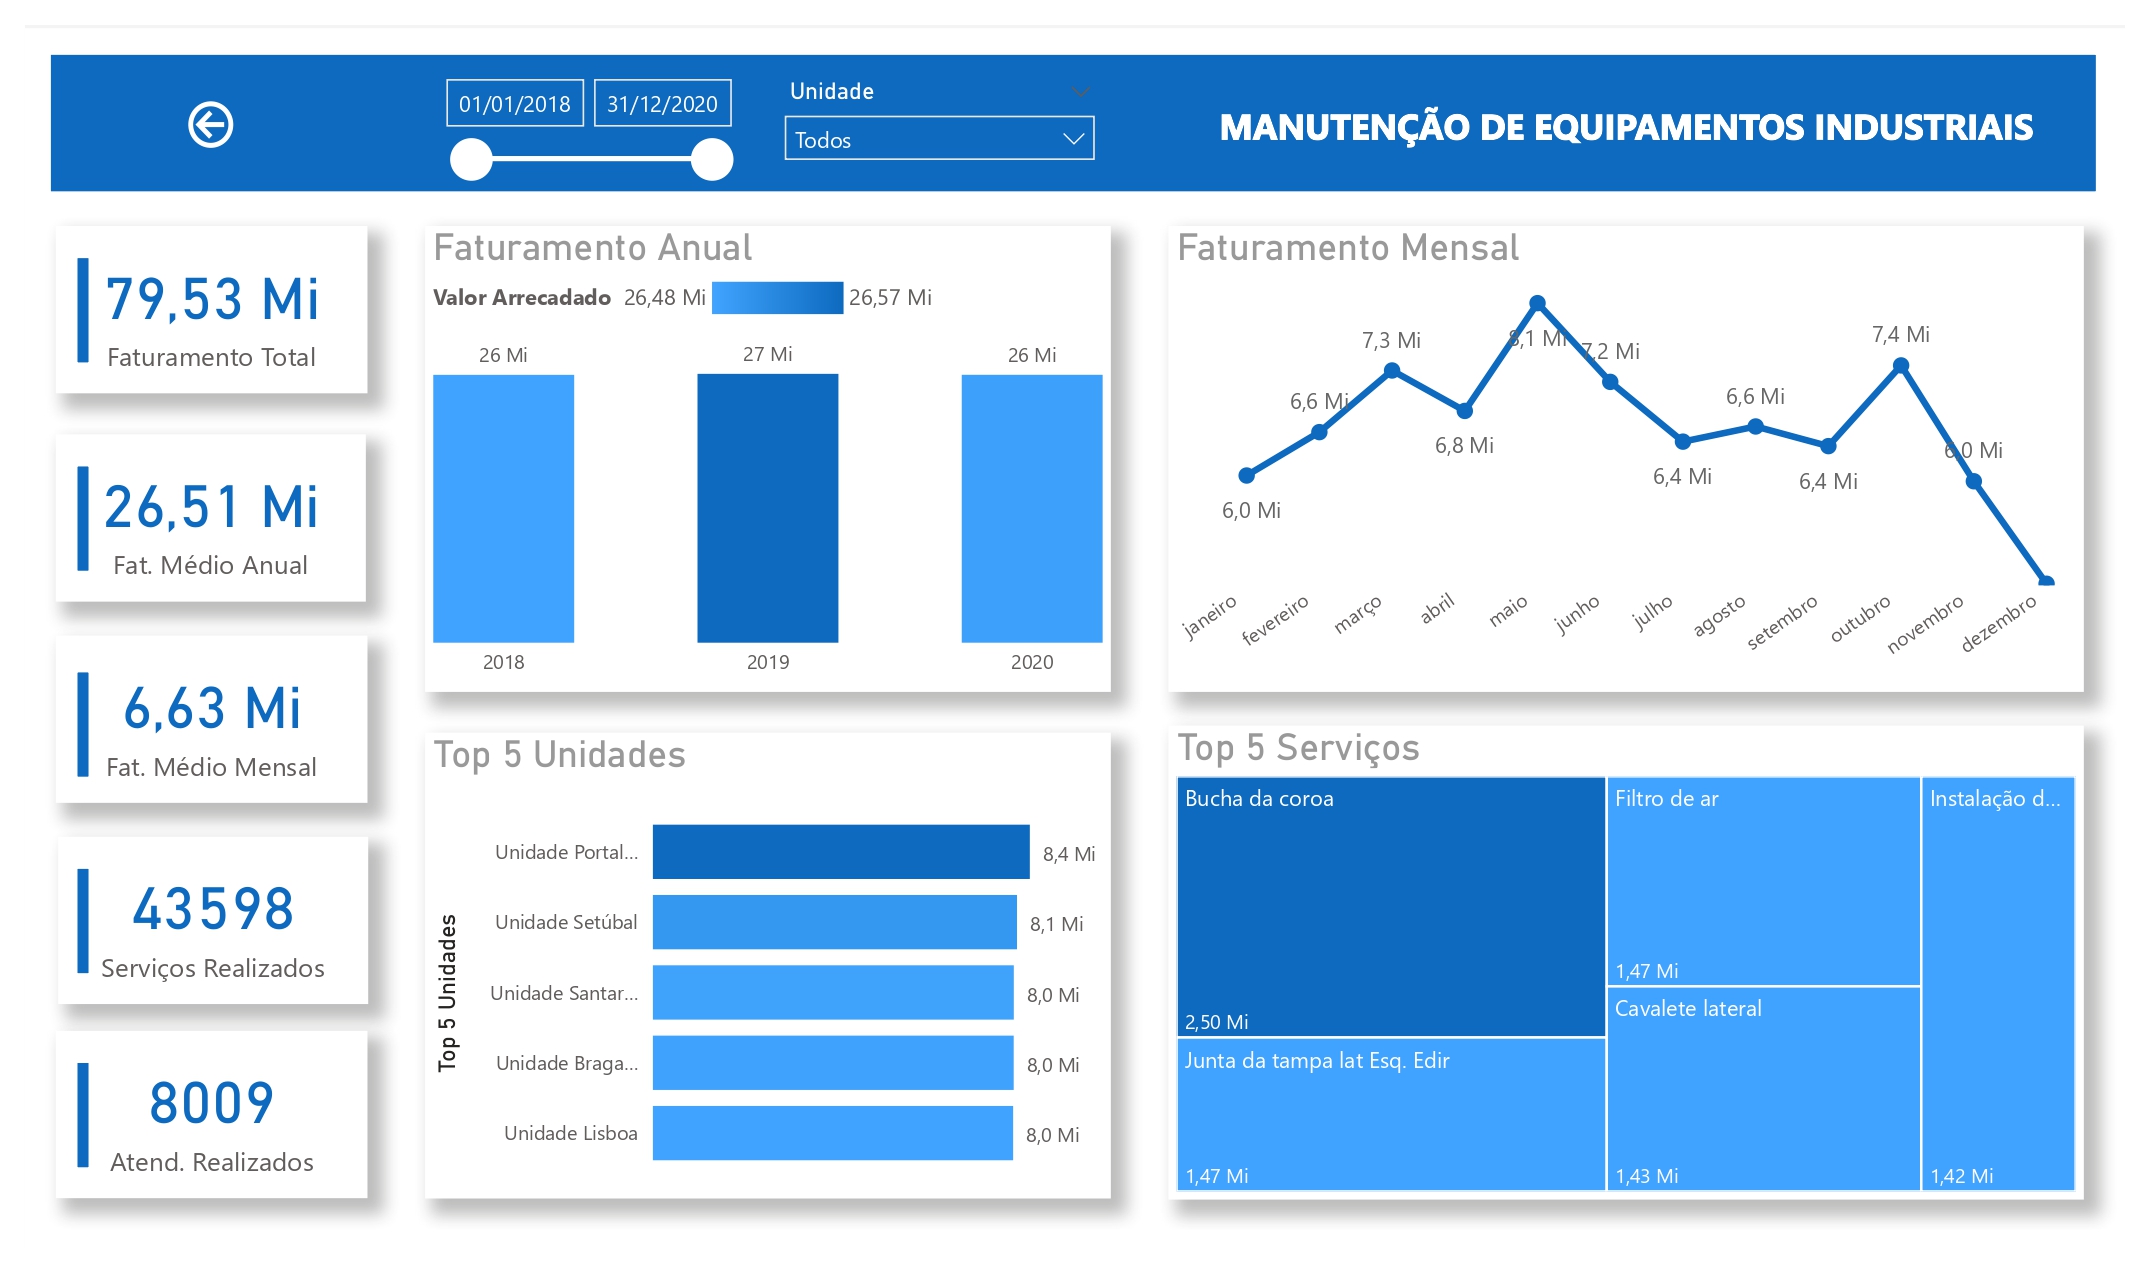 01/01/2018
31/12/2020
Unidade
Todos
MANUTENÇÃO DE EQUIPAMENTOS INDUSTRIAIS
79,53 Mi
Faturamento Total
26,51 Mi
Fat. Médio Anual
6,63 Mi
Fat. Médio Mensal
43598
Serviços Realizados
8009
Atend. Realizados
Faturamento Anual
Valor Arrecadado 26,48 Mi 26,57 Mi
26 Mi
27 Mi
26 Mi
2018
2019
2020
Faturamento Mensal
6,0 Mi
6,6 Mi
7,3 Mi
6,8 Mi
8,1 Mi
7,2 Mi
6,4 Mi
6,6 Mi
6,4 Mi
7,4 Mi
6,0 Mi
janeiro
fevereiro
março
abril
maio
junho
julho
agosto
setembro
outubro
novembro
dezembro
Top 5 Unidades
Top 5 Unidades
Unidade Portal...
8,4 Mi
Unidade Setúbal
8,1 Mi
Unidade Santar...
8,0 Mi
Unidade Braga...
8,0 Mi
Unidade Lisboa
8,0 Mi
Top 5 Serviços
Bucha da coroa
2,50 Mi
Junta da tampa lat Esq. Edir
1,47 Mi
Filtro de ar
1,47 Mi
Cavalete lateral
1,43 Mi
Instalação d...
1,42 Mi